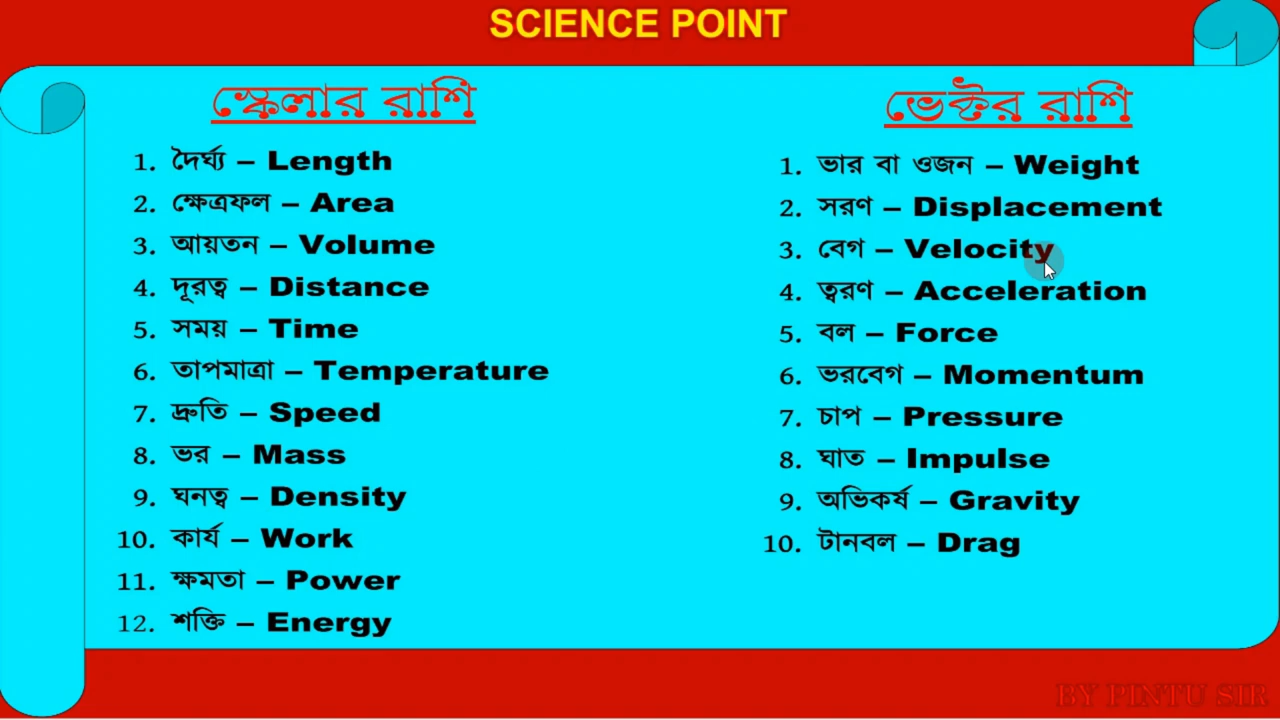 SCIENCE POINT
স্কেলার রাশি
1. দৈর্ঘ্য – Length
2. ক্ষেত্রফল – Area
3. আয়তন – Volume
4. দূরত্ব – Distance
5. সময় – Time
6. তাপমাত্রা – Temperature
7. দ্রুতি – Speed
8. ভর – Mass
9. ঘনত্ব – Density
10. কার্য – Work
11. ক্ষমতা – Power
12. শক্তি – Energy
ভেক্টর রাশি
1. ভার বা ওজন – Weight
2. সরণ – Displacement
3. বেগ – Velocity
4. ত্বরণ – Acceleration
5. বল – Force
6. ভরবেগ – Momentum
7. চাপ – Pressure
8. ঘাত – Impulse
9. অভিকর্ষ – Gravity
10. টানবল – Drag
BY PINTU SIR